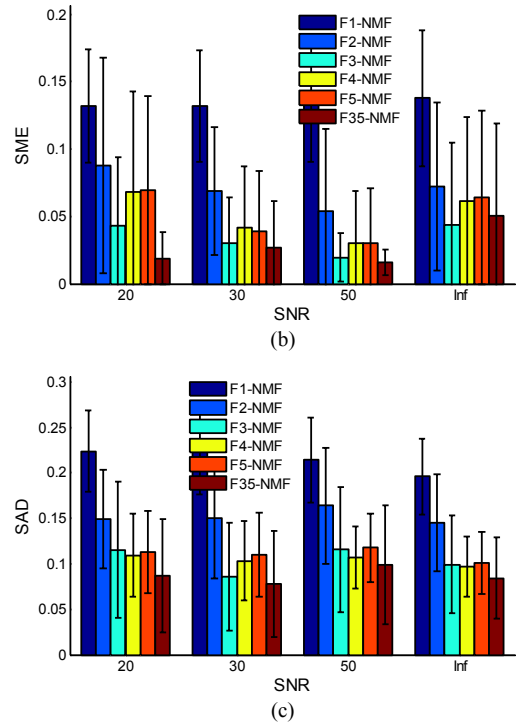 0.2
0.15
0.1
0.05
0
SME
F1-NMF
F2-NMF
F3-NMF
F4-NMF
F5-NMF
F35-NMF
20 30 50 Inf
SNR
(b)
0.3
0.25
0.2
0.15
0.1
0.05
0
SAD
F1-NMF
F2-NMF
F3-NMF
F4-NMF
F5-NMF
F35-NMF
20 30 50 Inf
SNR
(c)